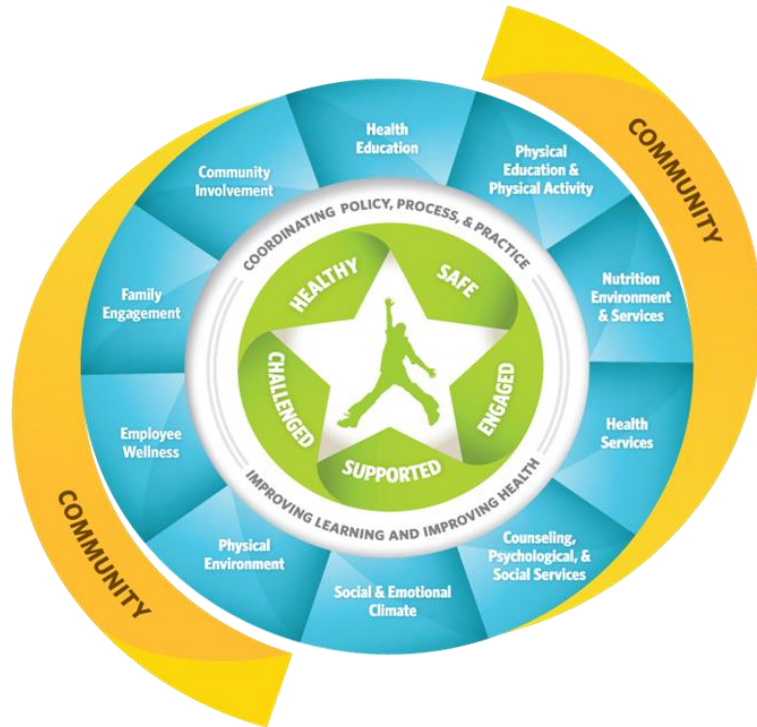 COMMUNITY
Health
Education
Physical
Education &
Physical Activity
Nutrition
Environment
& Services
Health
Services
Counseling,
Psychological, &
Social Services
Social & Emotional
Climate
Physical
Environment
Employee
Wellness
Family
Engagement
Community
Involvement
COORDINATING POLICY, PROCESS, & PRACTICE
IMPROVING LEARNING AND IMPROVING HEALTH
HEALTHY
SAFE
ENGAGED
SUPPORTED
CHALLENGED
COMMUNITY